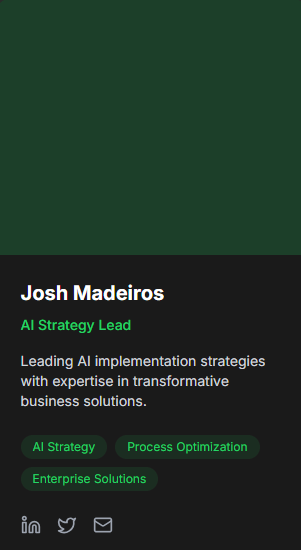 Josh Madeiros
AI Strategy Lead
Leading AI implementation strategies
with expertise in transformative
business solutions.
AI Strategy
Process Optimization
Enterprise Solutions